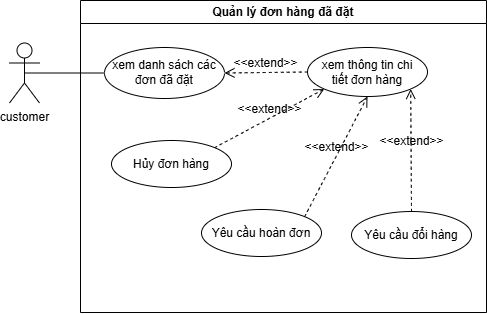 Quản lý đơn hàng đã đặt
xem danh sách các
đơn đã đặt
<<extend>>
xem thông tin chi
tiết đơn hàng
customer
<<extend>>
Hủy đơn hàng
<<extend>>
<<extend>>
Yêu cầu hoàn đơn
Yêu cầu đổi hàng